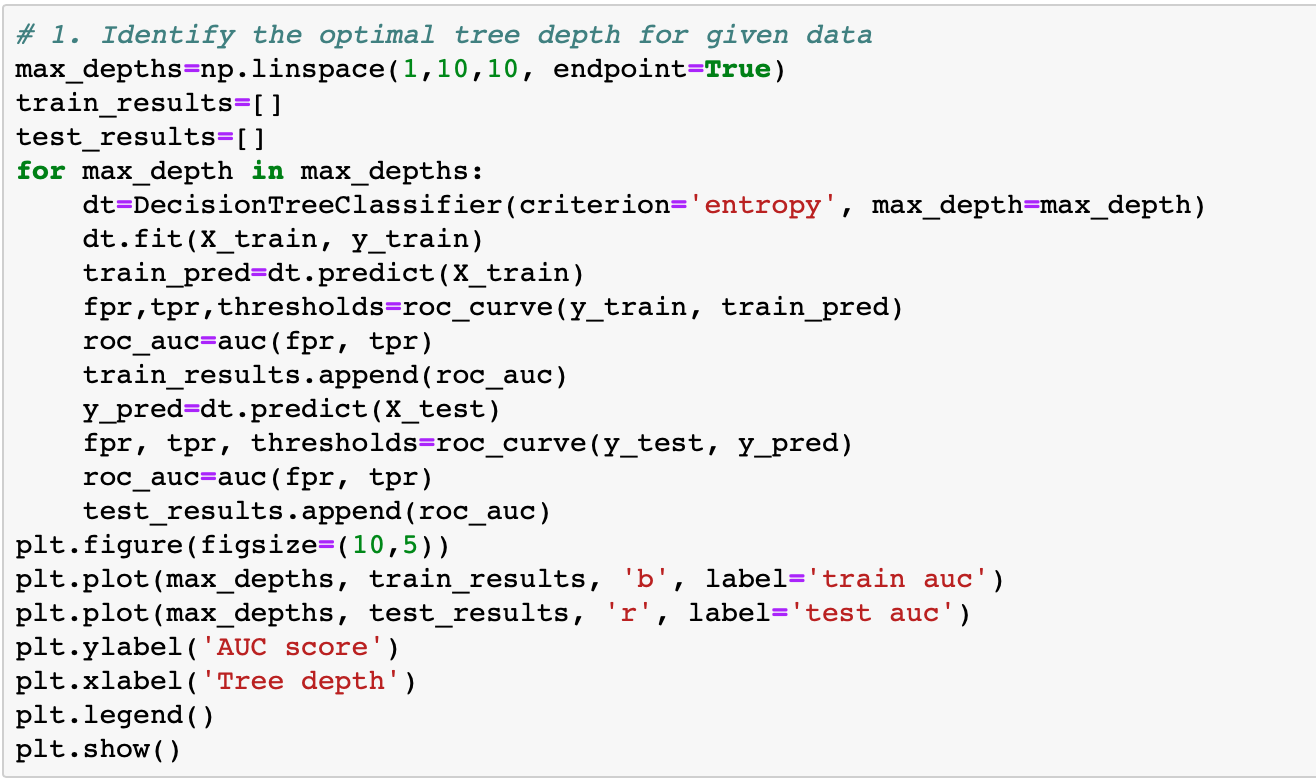 # 1. Identify the optimal tree depth for given data
max_depths=np.linspace(1,10,10, endpoint=True)
train_results=[]
test_results=[]
for max_depth in max_depths:
    dt=DecisionTreeClassifier(criterion='entropy', max_depth=max_depth)
    dt.fit(X_train, y_train)
    train_pred=dt.predict(X_train)
    fpr,tpr,thresholds=roc_curve(y_train, train_pred)
    roc_auc=auc(fpr, tpr)
    train_results.append(roc_auc)
    y_pred=dt.predict(X_test)
    fpr, tpr, thresholds=roc_curve(y_test, y_pred)
    roc_auc=auc(fpr, tpr)
    test_results.append(roc_auc)
plt.figure(figsize=(10,5))
plt.plot(max_depths, train_results, 'b', label='train auc')
plt.plot(max_depths, test_results, 'r', label='test auc')
plt.ylabel('AUC score')
plt.xlabel('Tree depth')
plt.legend()
plt.show()